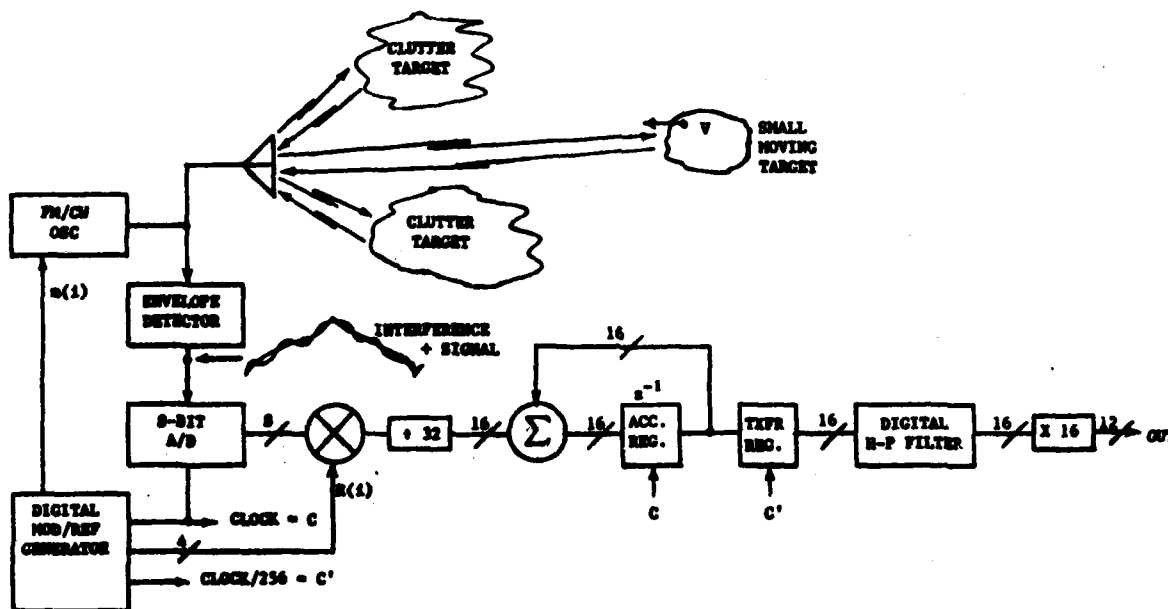 CLUTTER
TARGET
V
SMALL
MOVING
TARGET
FM/CW
OSC
CLUTTER
TARGET
m(i)
ENVELOPE
DETECTOR
INTERFERENCE
+ SIGNAL
16
z⁻¹
8-BIT
A/D
8
÷ 32
16
Σ
16
ACC.
REG.
TXFR
REG.
16
DIGITAL
H-P FILTER
16
X 16
12
OUT
R(i)
C
C'
DIGITAL
MOD/REF
GENERATOR
CLOCK = C
4
CLOCK/256 = C'